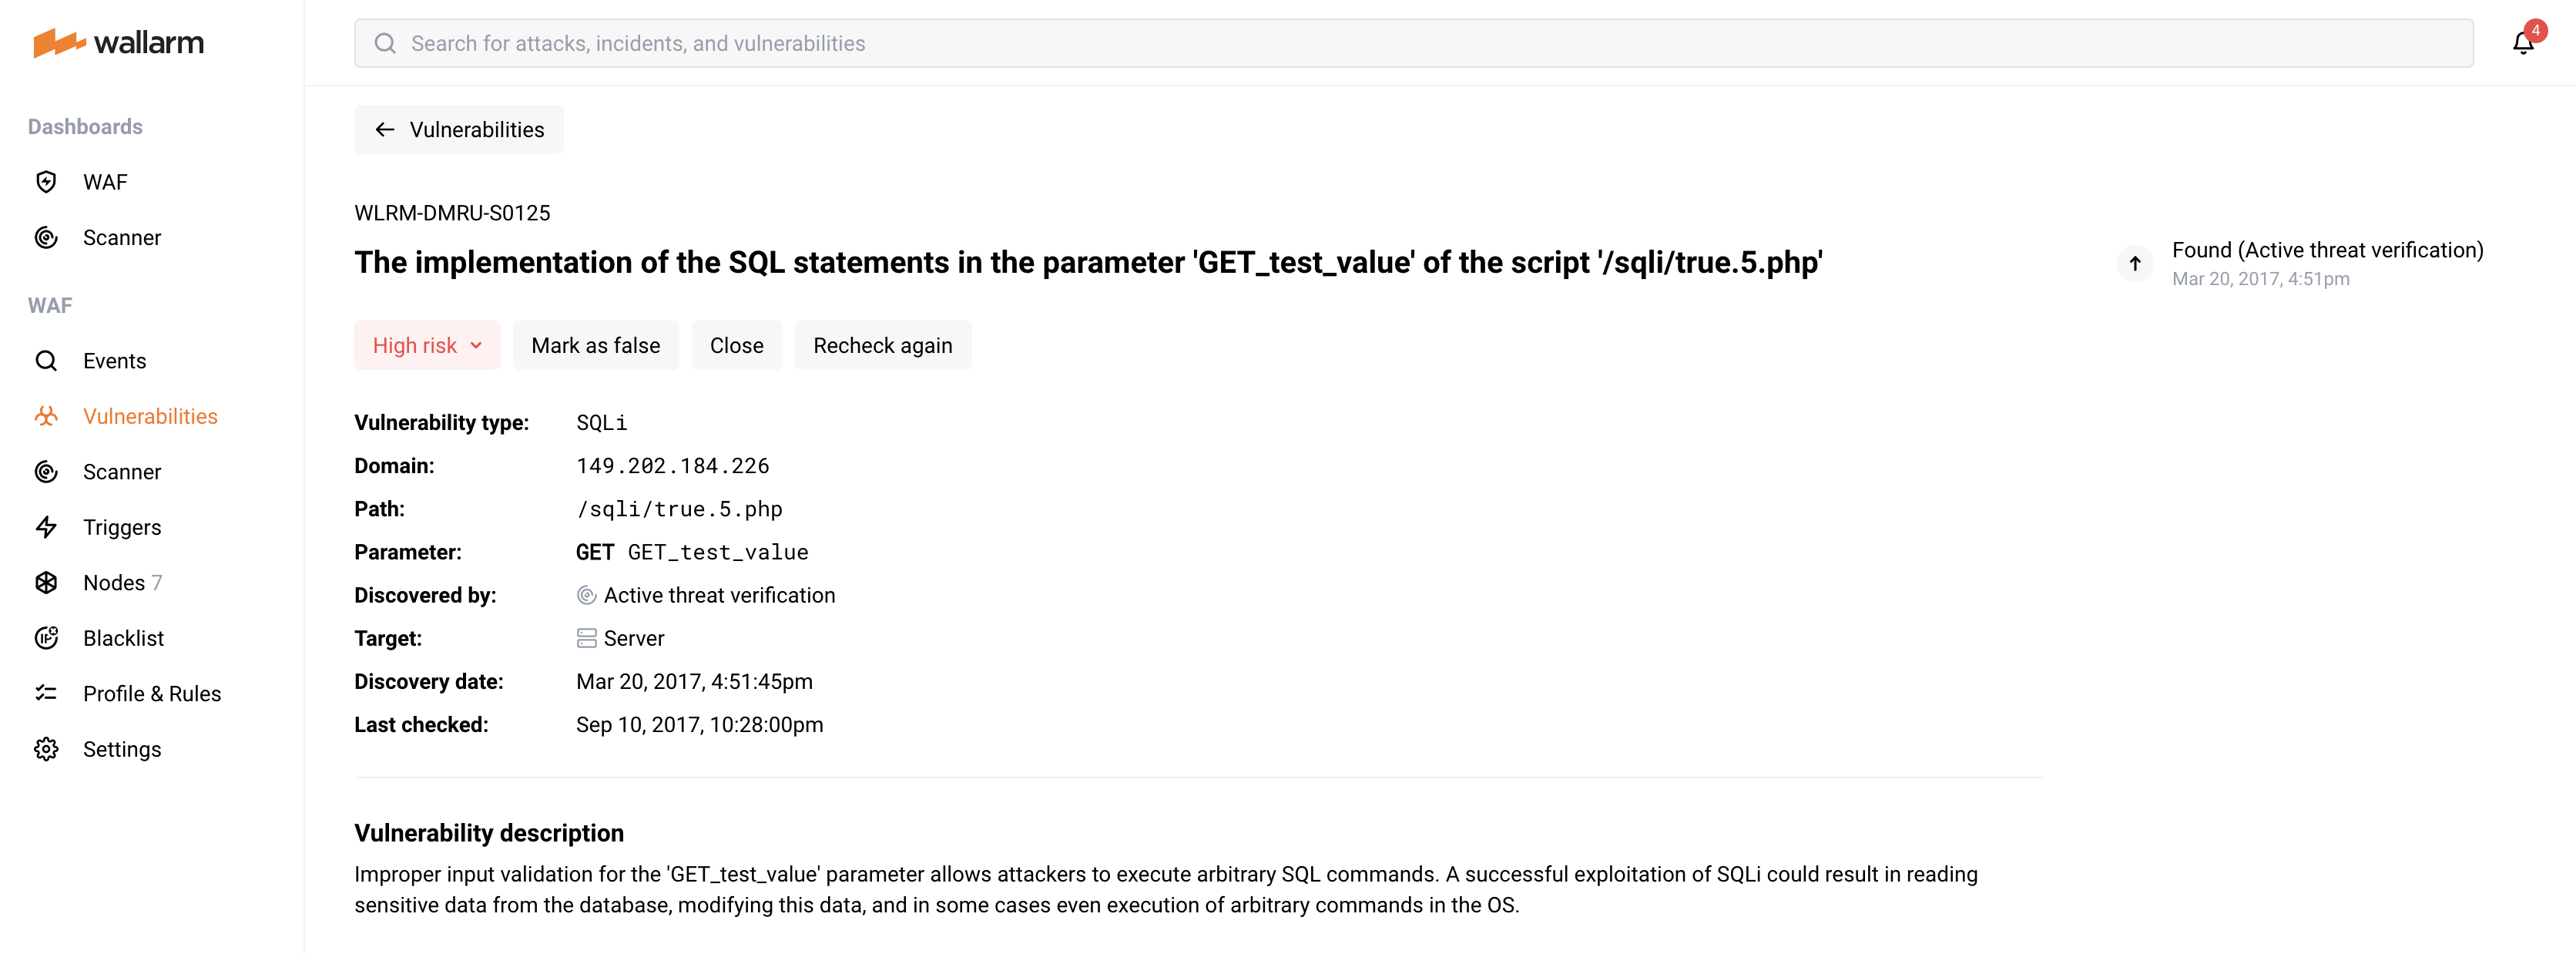 wallarm
Search for attacks, incidents, and vulnerabilities
4
Dashboards
WAF
Scanner
WAF
Events
Vulnerabilities
Scanner
Triggers
Nodes 7
Blacklist
Profile & Rules
Settings
Vulnerabilities
WLRM-DMRU-S0125
The implementation of the SQL statements in the parameter 'GET_test_value' of the script '/sqli/true.5.php'
Found (Active threat verification)
Mar 20, 2017, 4:51pm
High risk Mark as false Close Recheck again
Vulnerability type: SQLi
Domain: 149.202.184.226
Path: /sqli/true.5.php
Parameter: GET GET_test_value
Discovered by: Active threat verification
Target: Server
Discovery date: Mar 20, 2017, 4:51:45pm
Last checked: Sep 10, 2017, 10:28:00pm
Vulnerability description
Improper input validation for the 'GET_test_value' parameter allows attackers to execute arbitrary SQL commands. A successful exploitation of SQLi could result in reading
sensitive data from the database, modifying this data, and in some cases even execution of arbitrary commands in the OS.